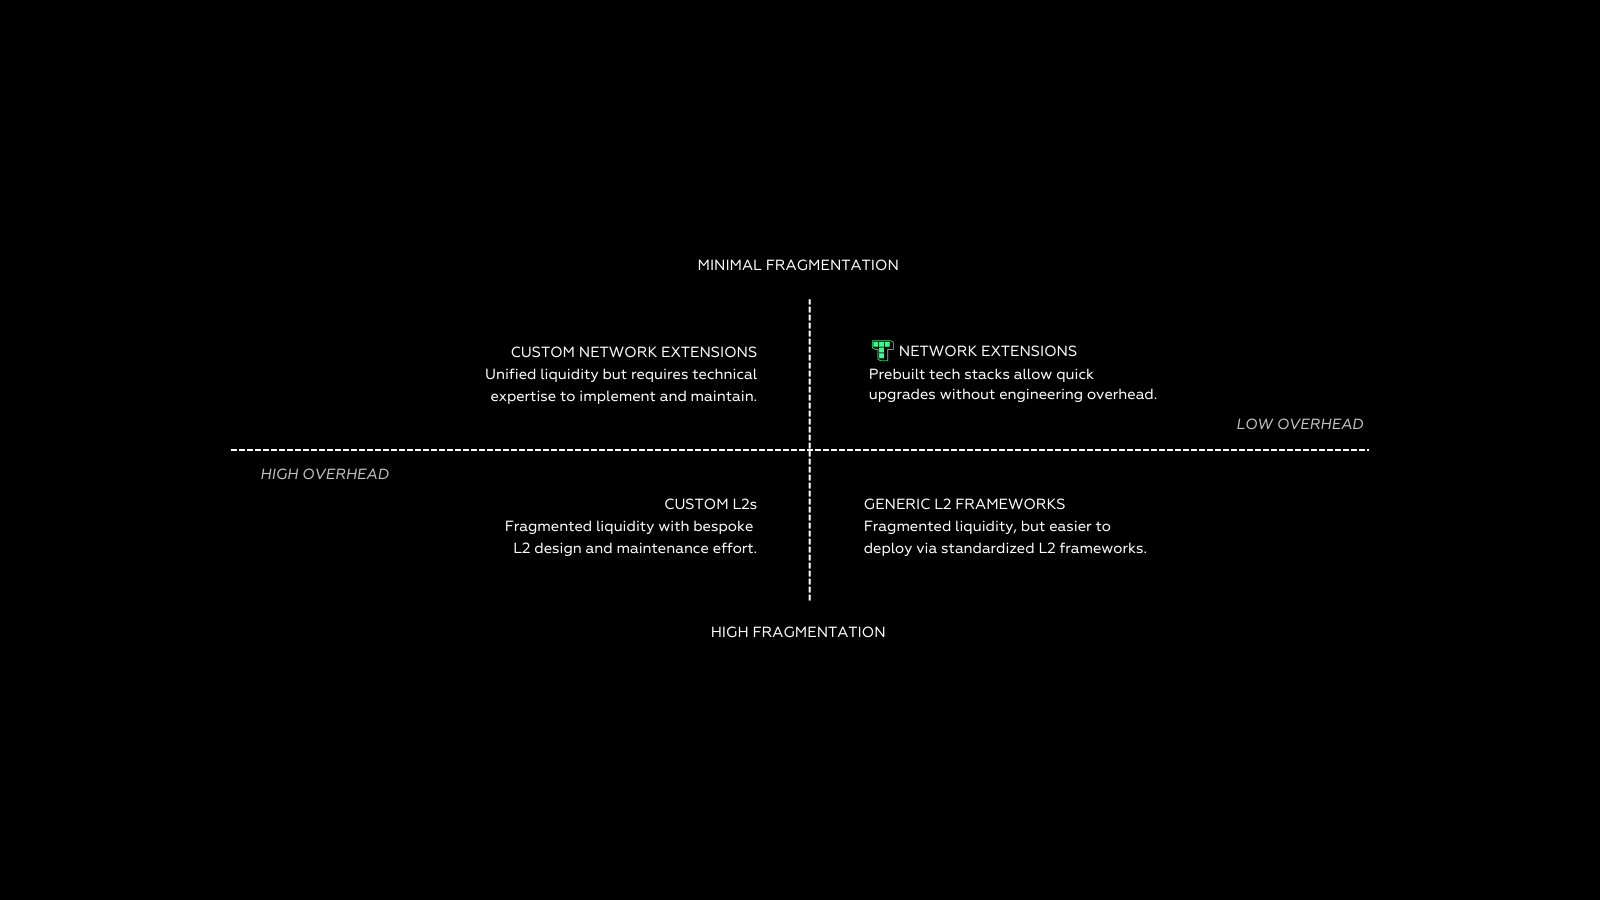 MINIMAL FRAGMENTATION
CUSTOM NETWORK EXTENSIONS
Unified liquidity but requires technical
expertise to implement and maintain.
T NETWORK EXTENSIONS
Prebuilt tech stacks allow quick
upgrades without engineering overhead.
LOW OVERHEAD
HIGH OVERHEAD
CUSTOM L2s
Fragmented liquidity with bespoke
L2 design and maintenance effort.
GENERIC L2 FRAMEWORKS
Fragmented liquidity, but easier to
deploy via standardized L2 frameworks.
HIGH FRAGMENTATION